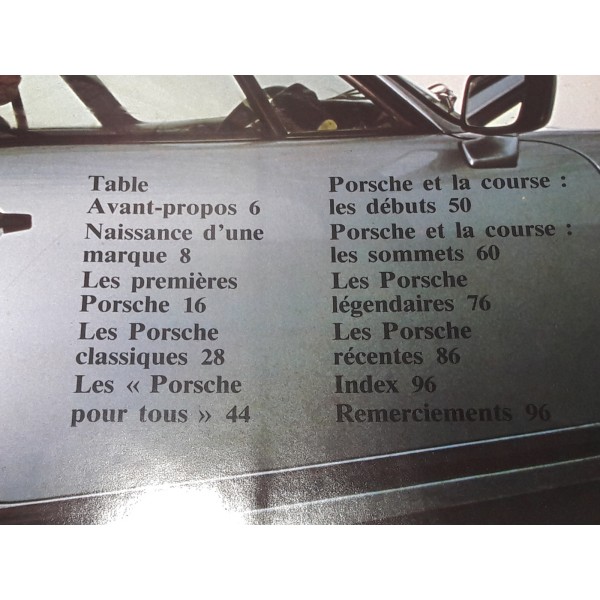 Table
Avant-propos 6
Naissance d'une
marque 8
Les premières
Porsche 16
Les Porsche
classiques 28
Les « Porsche
pour tous » 44
Porsche et la course :
les débuts 50
Porsche et la course :
les sommets 60
Les Porsche
légendaires 76
Les Porsche
récentes 86
Index 96
Remerciements 96